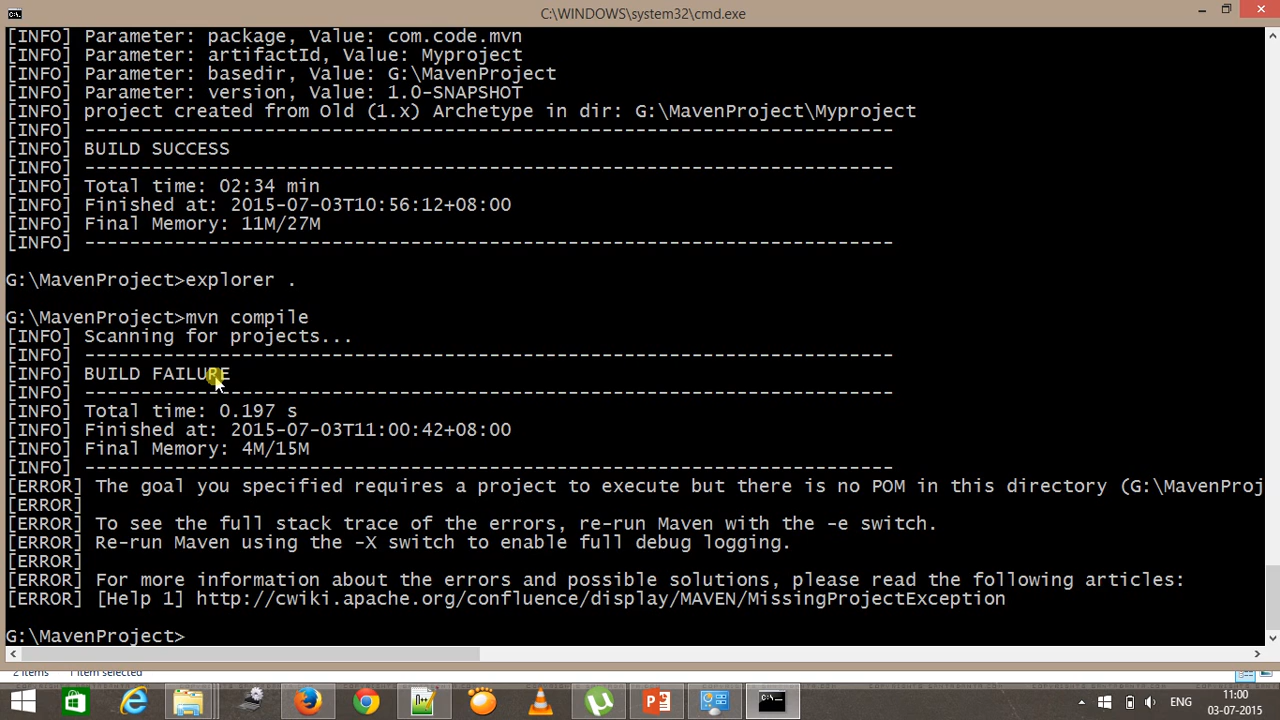 C:\WINDOWS\system32\cmd.exe
[INFO] Parameter: package, Value: com.code.mvn
[INFO] Parameter: artifactId, Value: Myproject
[INFO] Parameter: basedir, Value: G:\MavenProject
[INFO] Parameter: version, Value: 1.0-SNAPSHOT
[INFO] project created from Old (1.x) Archetype in dir: G:\MavenProject\Myproject
[INFO] ------------------------------------------------------------------------
[INFO] BUILD SUCCESS
[INFO] ------------------------------------------------------------------------
[INFO] Total time: 02:34 min
[INFO] Finished at: 2015-07-03T10:56:12+08:00
[INFO] Final Memory: 11M/27M
[INFO] ------------------------------------------------------------------------
G:\MavenProject>explorer .
G:\MavenProject>mvn compile
[INFO] Scanning for projects...
[INFO] ------------------------------------------------------------------------
[INFO] BUILD FAILURE
[INFO] ------------------------------------------------------------------------
[INFO] Total time: 0.197 s
[INFO] Finished at: 2015-07-03T11:00:42+08:00
[INFO] Final Memory: 4M/15M
[INFO] ------------------------------------------------------------------------
[ERROR] The goal you specified requires a project to execute but there is no POM in this directory (G:\MavenProj
[ERROR]
[ERROR] To see the full stack trace of the errors, re-run Maven with the -e switch.
[ERROR] Re-run Maven using the -X switch to enable full debug logging.
[ERROR]
[ERROR] For more information about the errors and possible solutions, please read the following articles:
[ERROR] [Help 1] http://cwiki.apache.org/confluence/display/MAVEN/MissingProjectException
G:\MavenProject>
2 items 1 item selected
ENG
11:00
03-07-2015